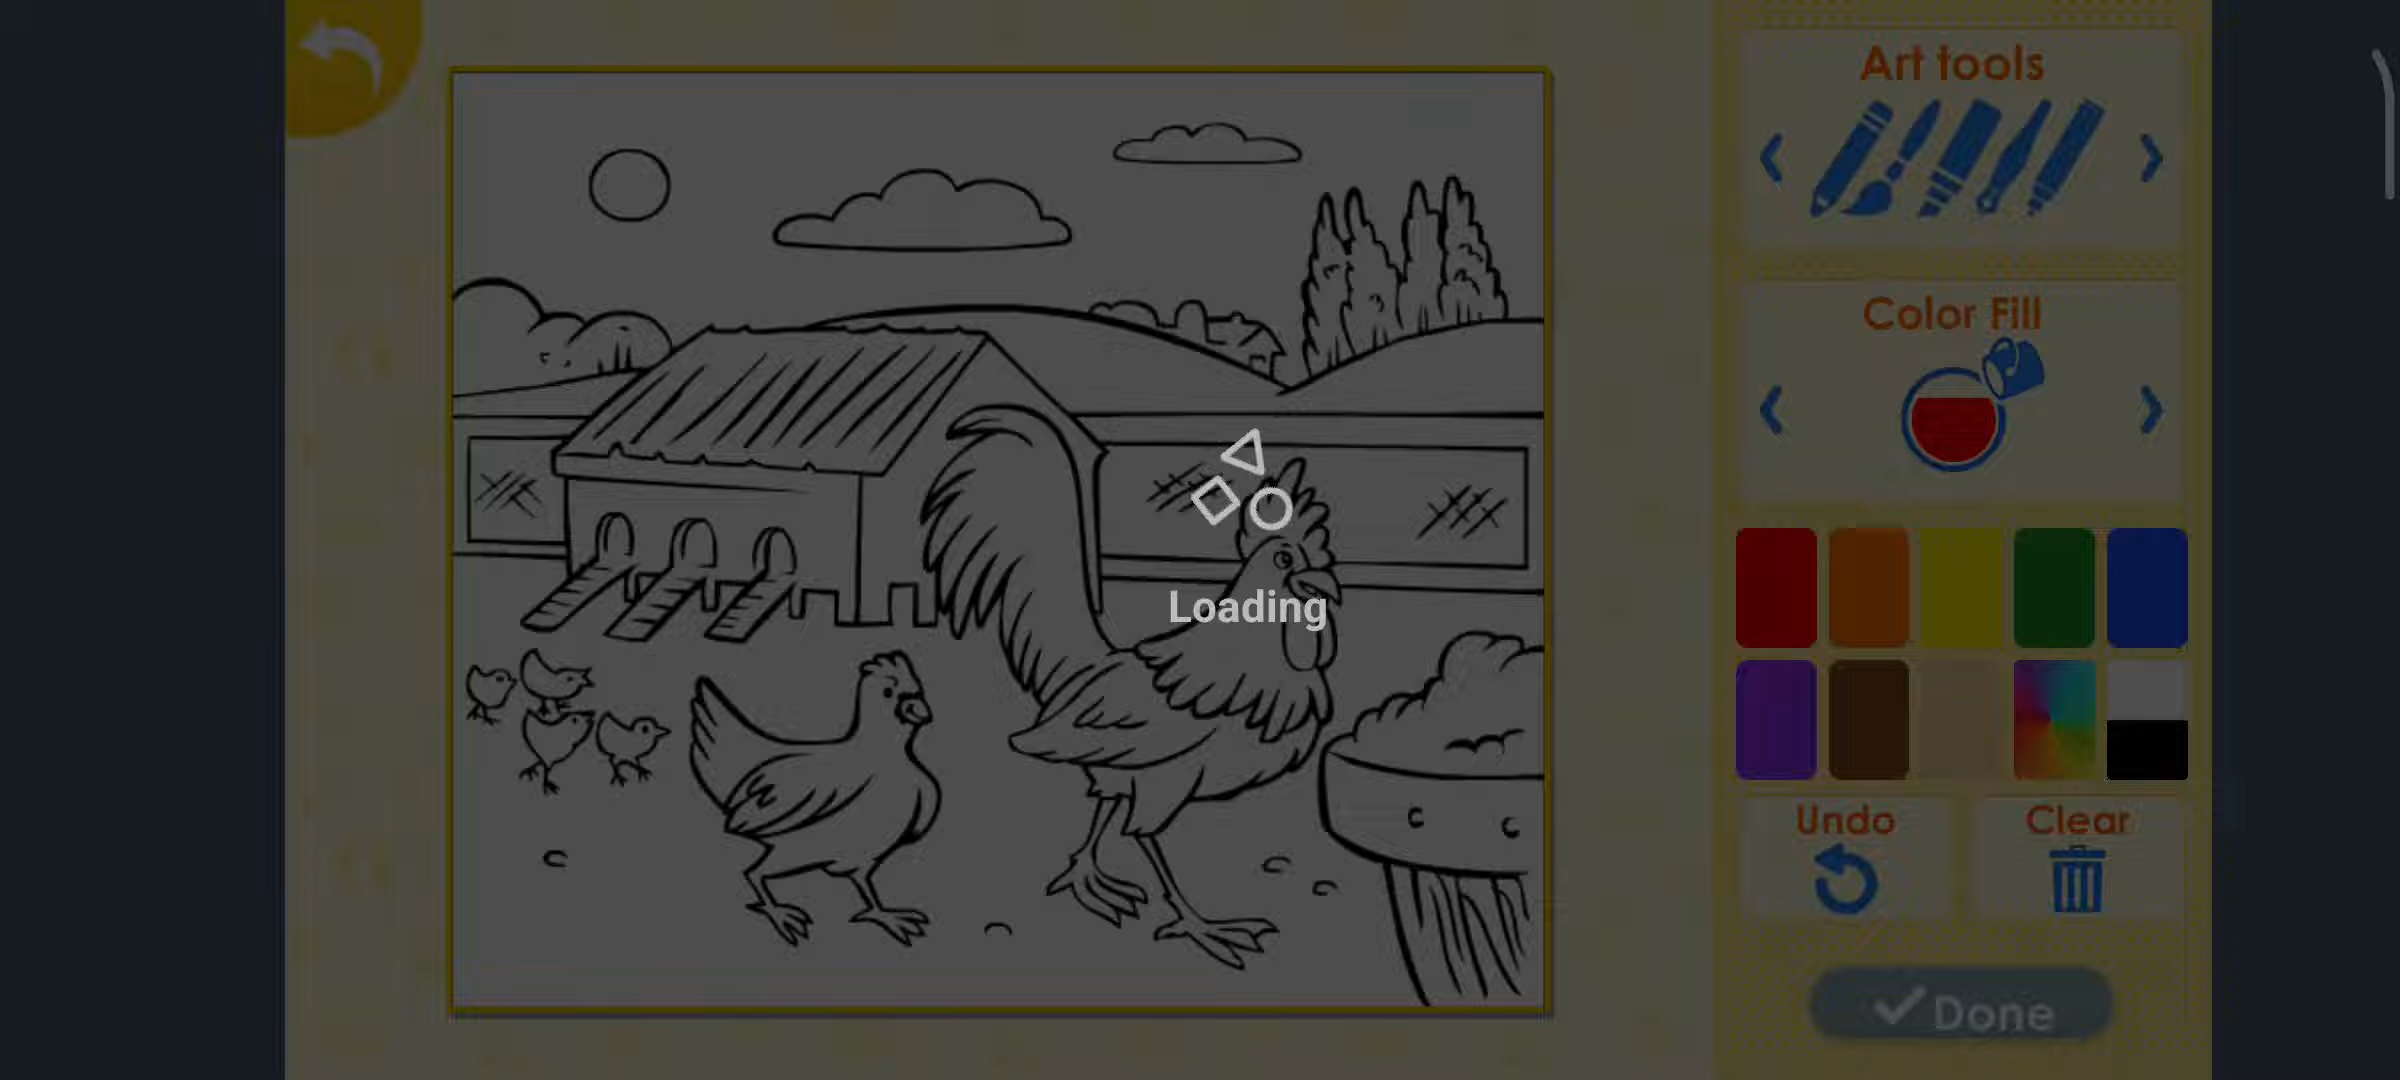 Art tools
Color Fill
Loading
Undo
Clear
Done